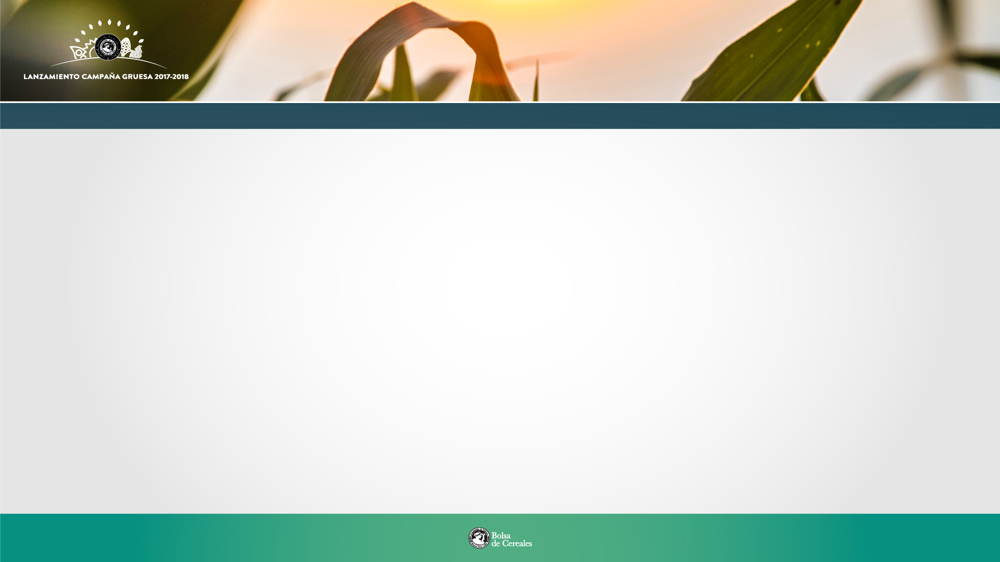 LANZAMIENTO CAMPAÑA GRUESA 2017-2018
Bolsa
de Cereales